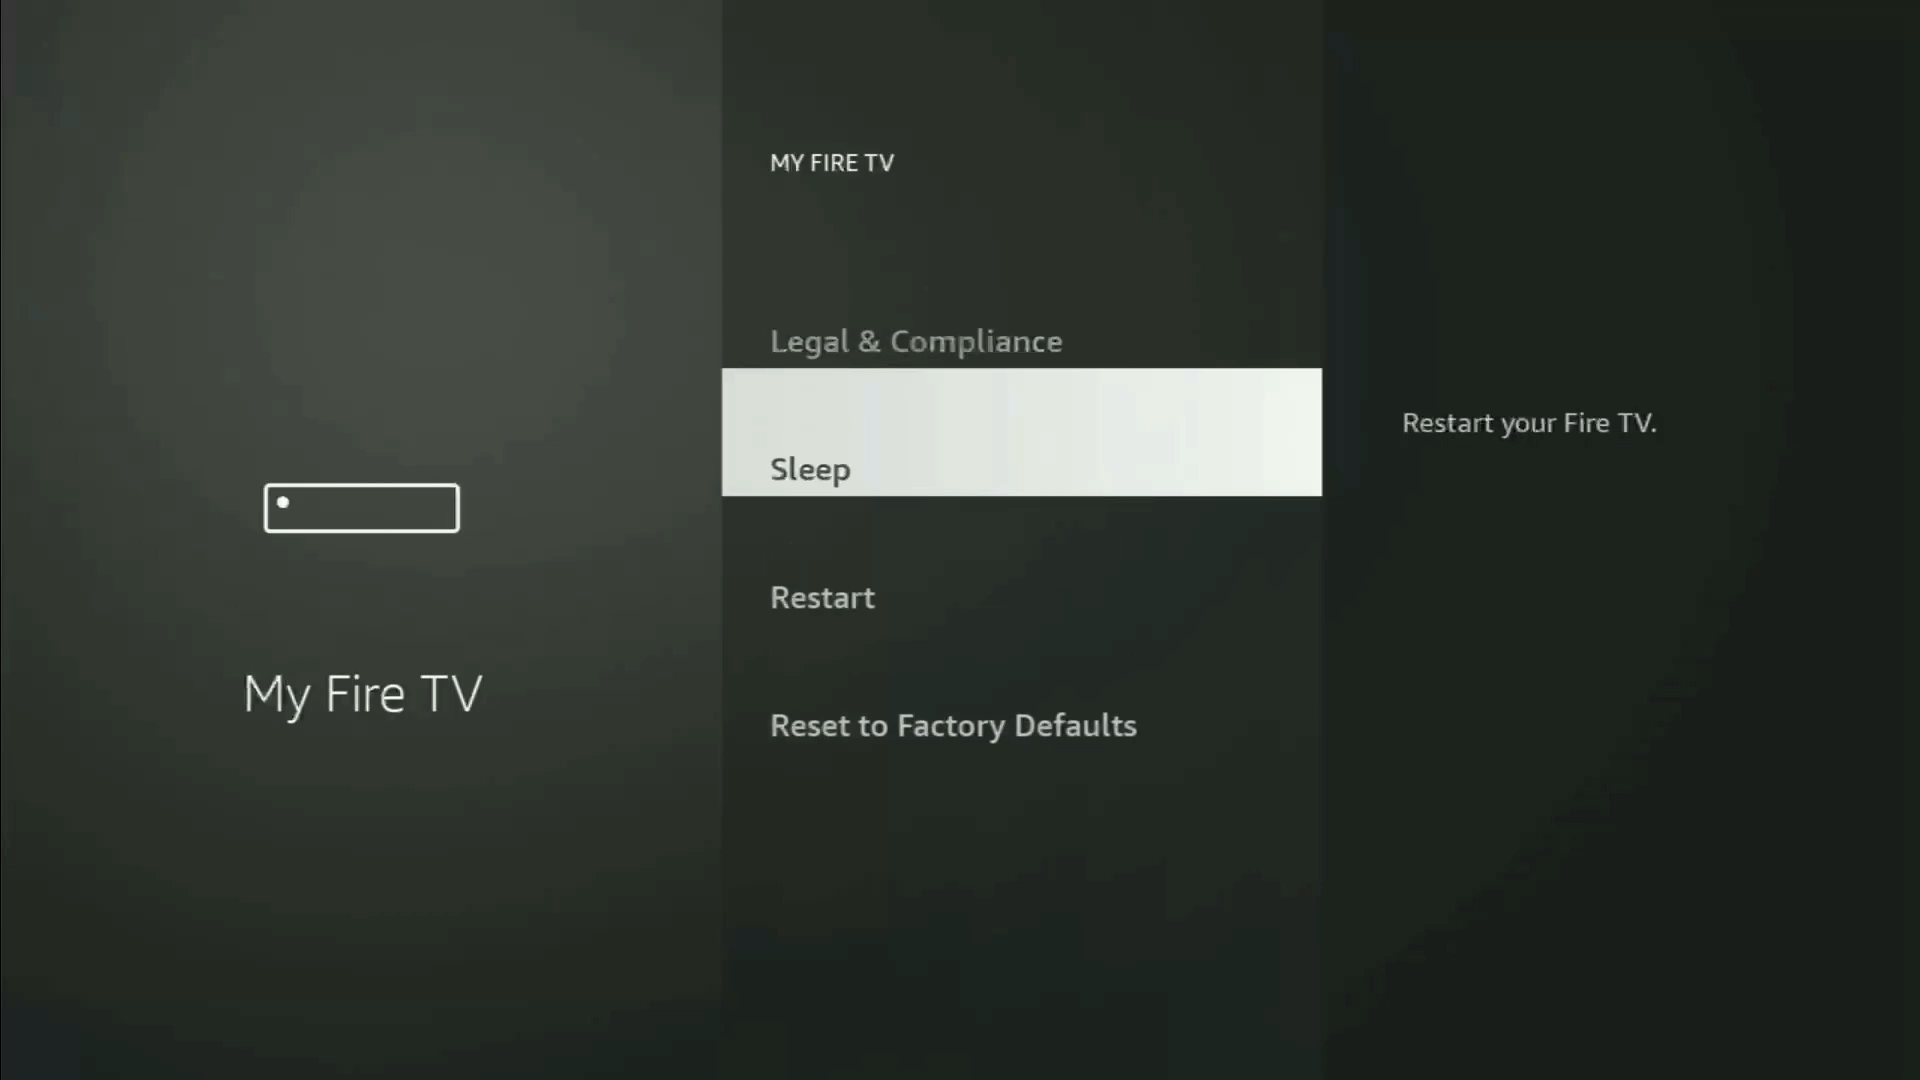 MY FIRE TV
Legal & Compliance
Sleep
Restart
Reset to Factory Defaults
My Fire TV
Restart your Fire TV.